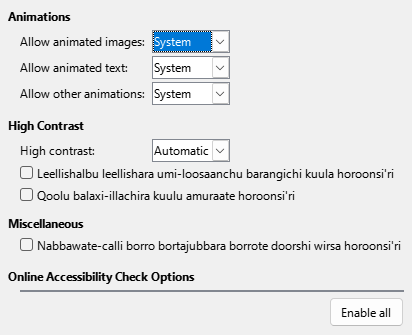 Animations
Allow animated images: System
Allow animated text: System
Allow other animations: System
High Contrast
High contrast: Automatic
Leellishalbu leellishara umi-loosaanchu barangichi kuula horoonsi'ri
Qoolu balaxi-illachira kuulu amuraate horoonsi'ri
Miscellaneous
Nabbawate-calli borro bortajubbara borrote doorshi wirsa horoonsi'ri
Online Accessibility Check Options
Enable all